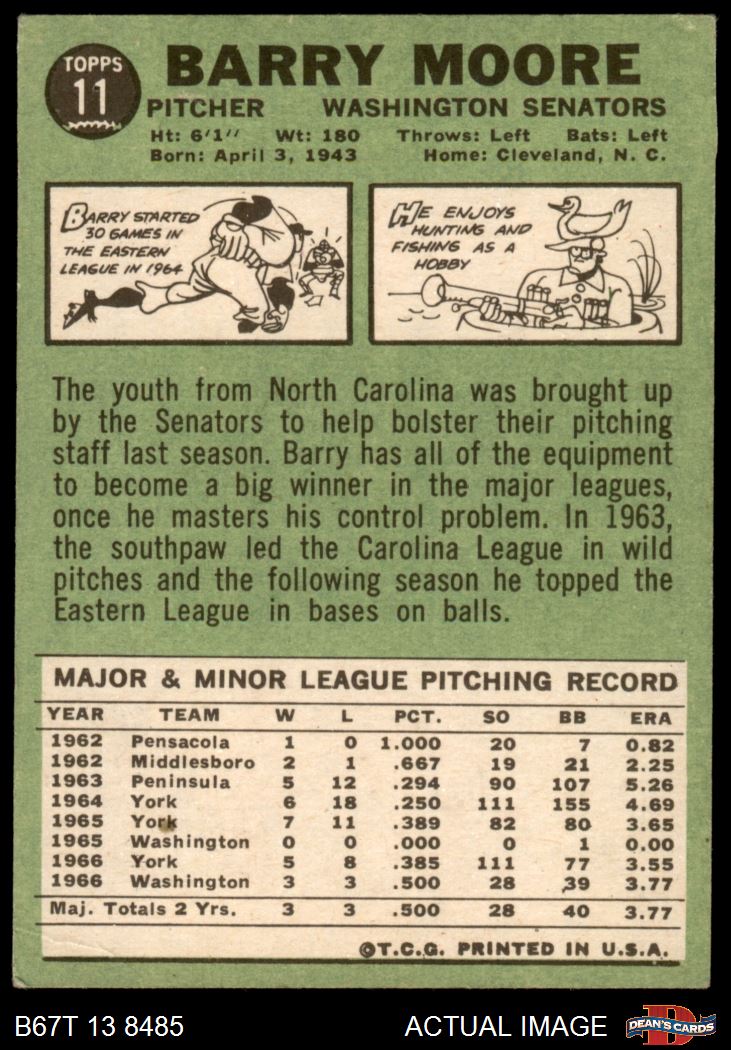 TOPPS
11
BARRY MOORE
PITCHER WASHINGTON SENATORS
Ht: 6'1" Wt: 180 Throws: Left Bats: Left
Born: April 3, 1943 Home: Cleveland, N. C.
BARRY STARTED
30 GAMES IN
THE EASTERN
LEAGUE IN 1964
HE ENJOYS
HUNTING AND
FISHING AS A
HOBBY
The youth from North Carolina was brought up
by the Senators to help bolster their pitching
staff last season. Barry has all of the equipment
to become a big winner in the major leagues,
once he masters his control problem. In 1963,
the southpaw led the Carolina League in wild
pitches and the following season he topped the
Eastern League in bases on balls.
MAJOR & MINOR LEAGUE PITCHING RECORD
YEAR TEAM W L PCT. SO BB ERA
1962 Pensacola 1 0 1.000 20 7 0.82
1962 Middlesboro 2 1 .667 19 21 2.25
1963 Peninsula 5 12 .294 90 107 5.26
1964 York 6 18 .250 111 155 4.69
1965 York 7 11 .389 82 80 3.65
1965 Washington 0 0 .000 0 1 0.00
1966 York 5 8 .385 111 77 3.55
1966 Washington 3 3 .500 28 39 3.77
Maj. Totals 2 Yrs. 3 3 .500 28 40 3.77
©T.C.G. PRINTED IN U.S.A.
B67T 13 8485 ACTUAL IMAGE
D
DEAN'S CARDS